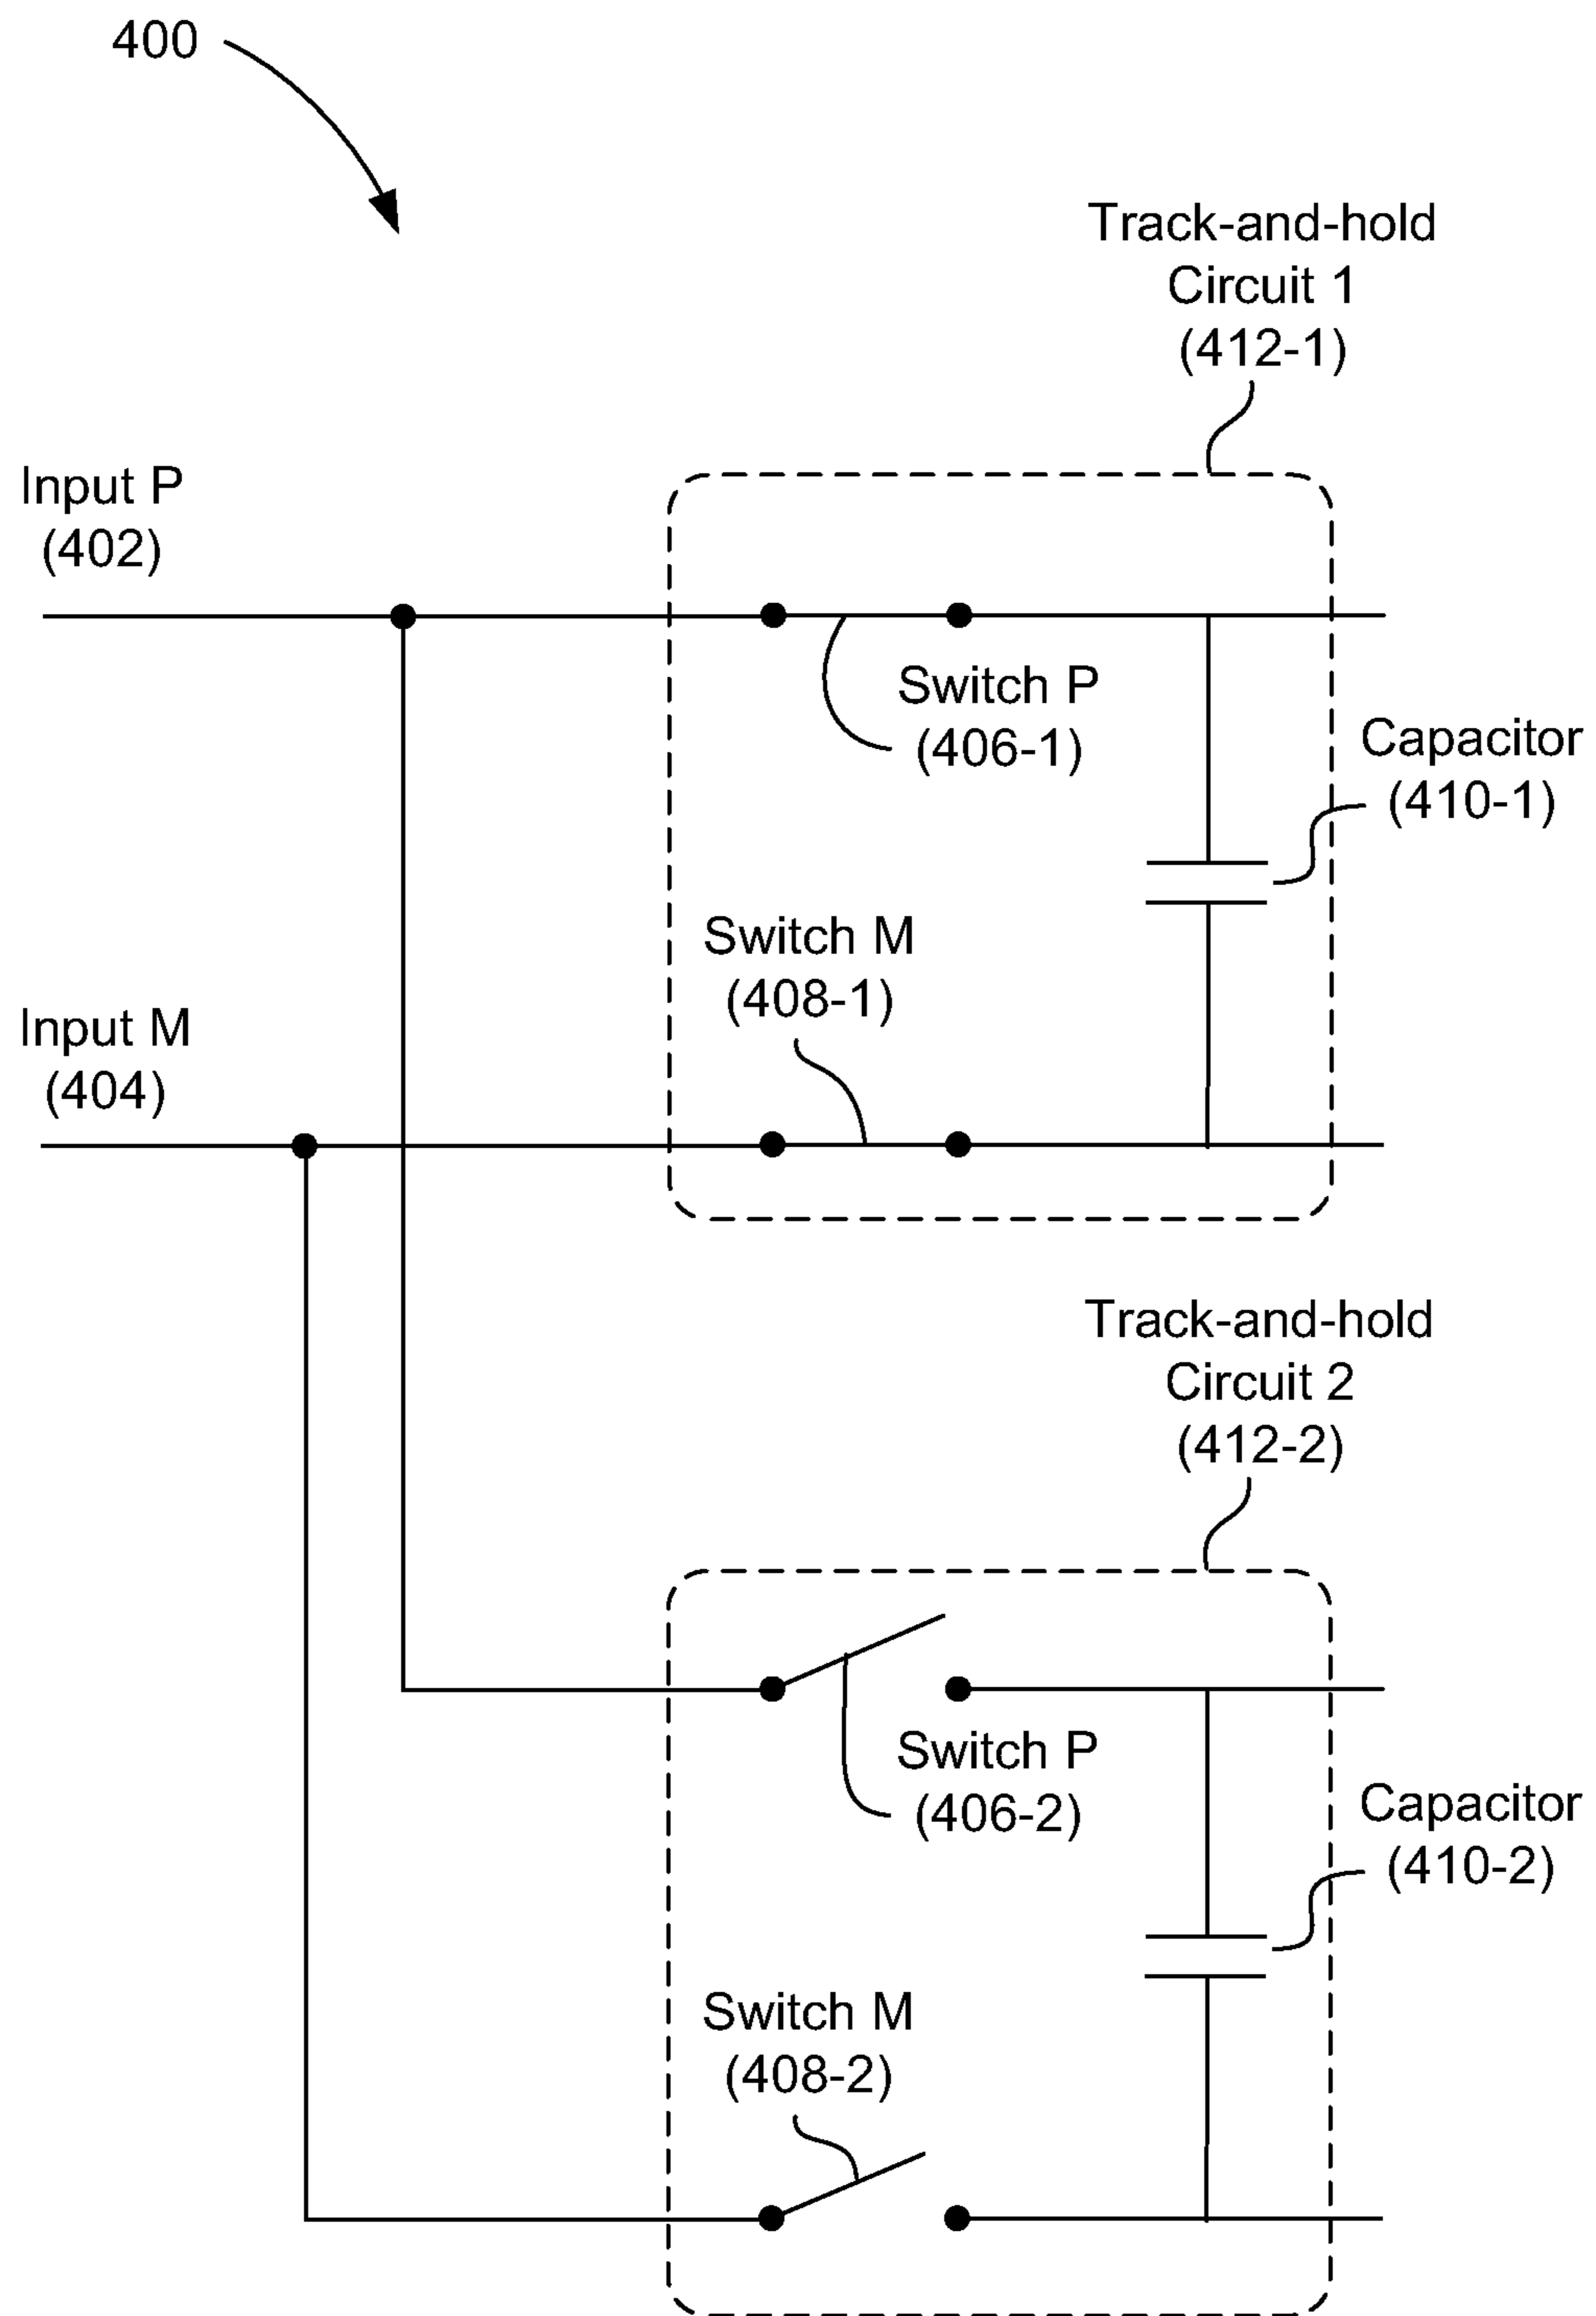 400
Track-and-hold
Circuit 1
(412-1)
Input P
(402)
Switch P
(406-1)
Capacitor
(410-1)
Switch M
(408-1)
Input M
(404)
Track-and-hold
Circuit 2
(412-2)
Switch P
(406-2)
Capacitor
(410-2)
Switch M
(408-2)